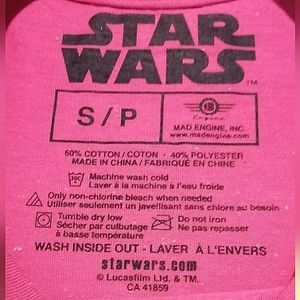 STAR
WARS
TM
S / P
MAD ENGINE, INC.
www.madengine.com
60% COTTON / COTON · 40% POLYESTER
MADE IN CHINA / FABRIQUÉ EN CHINE
Machine wash cold
Laver à la machine à l'eau froide
Only non-chlorine bleach when needed
Utiliser seulement un javellisant sans chlore au besoin
Tumble dry low
Sécher par culbutage
à basse température
Do not iron
Ne pas repasser
WASH INSIDE OUT - LAVER À L'ENVERS
starwars.com
© Lucasfilm Ltd. & TM.
CA 41859